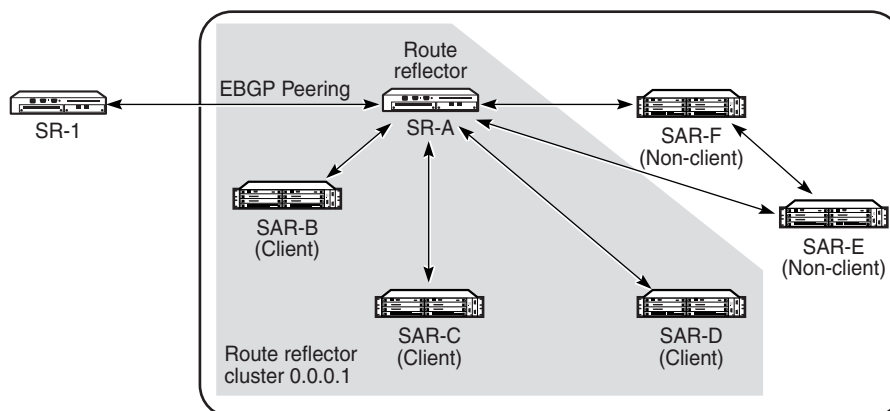 Route
reflector
EBGP Peering
SR-1
SR-A
SAR-F
(Non-client)
SAR-B
(Client)
SAR-E
(Non-client)
SAR-C
(Client)
SAR-D
(Client)
Route reflector
cluster 0.0.0.1